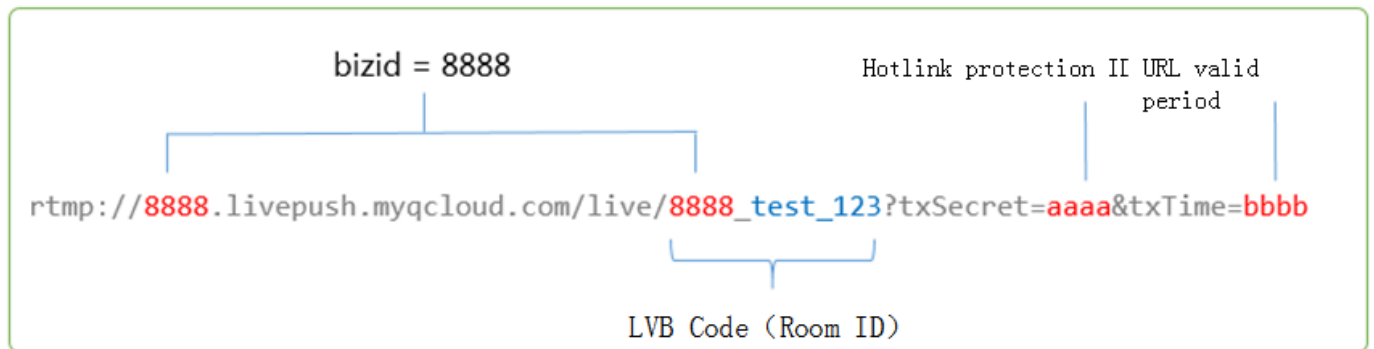 bizid = 8888
Hotlink protection II URL valid
period
rtmp://8888.livepush.myqcloud.com/live/8888_test_123?txSecret=aaaa&txTime=bbbb
LVB Code（Room ID）